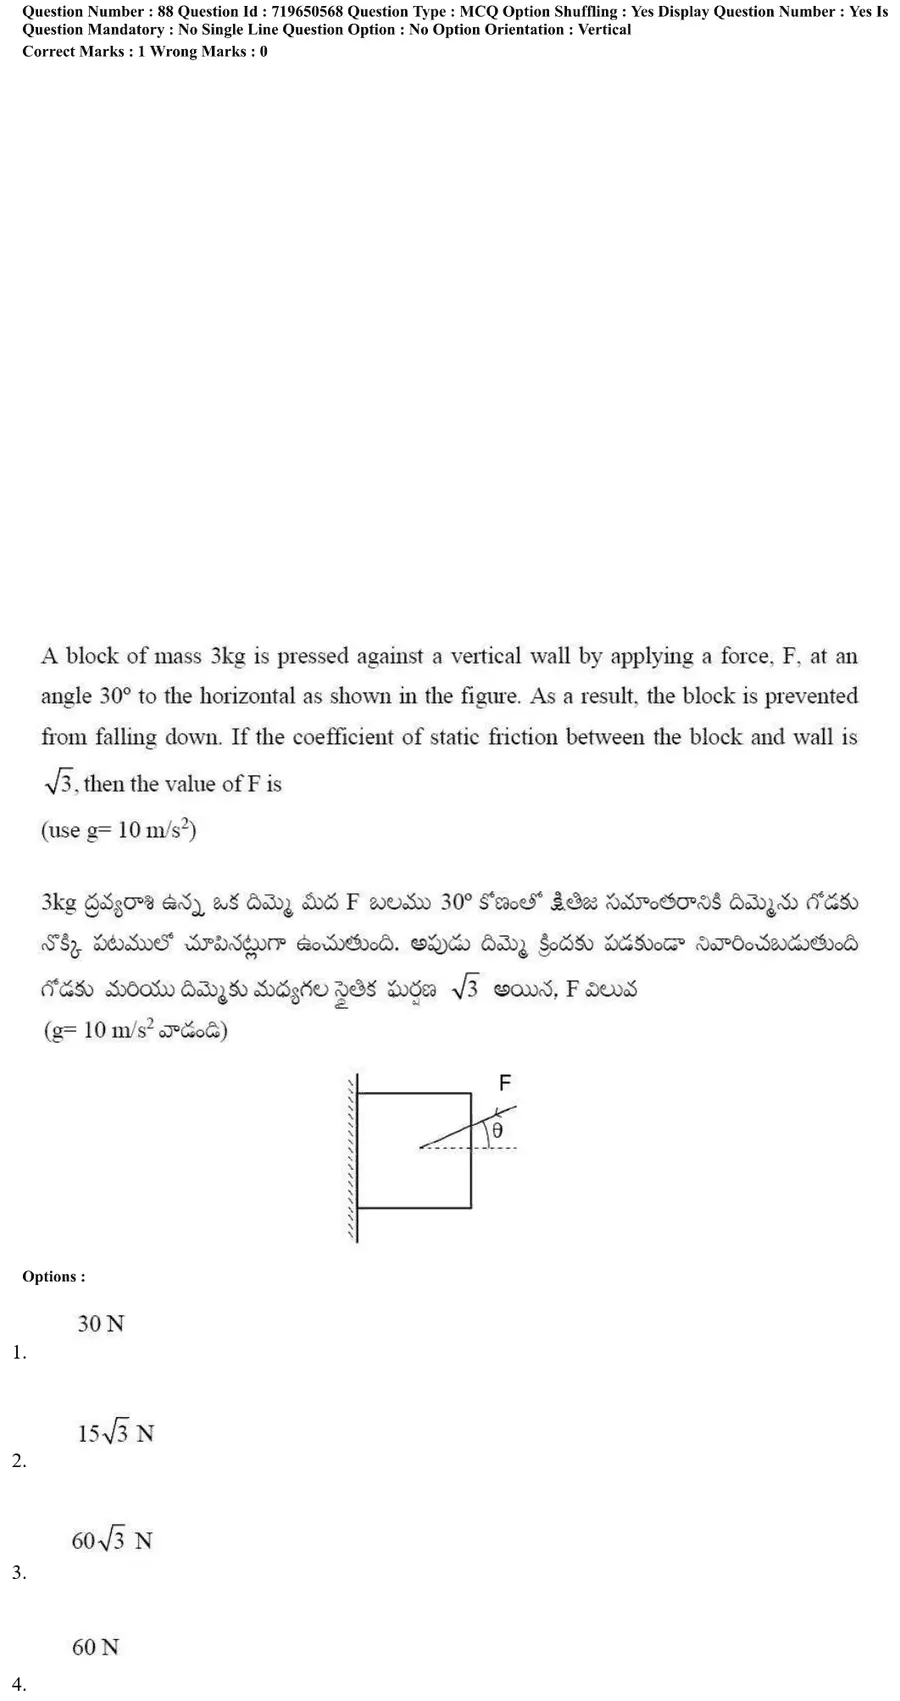 Question Number : 88 Question Id : 719650568 Question Type : MCQ Option Shuffling : Yes Display Question Number : Yes Is
Question Mandatory : No Single Line Question Option : No Option Orientation : Vertical
Correct Marks : 1 Wrong Marks : 0
A block of mass 3kg is pressed against a vertical wall by applying a force, F, at an
angle 30° to the horizontal as shown in the figure. As a result, the block is prevented
from falling down. If the coefficient of static friction between the block and wall is
√3, then the value of F is
(use g= 10 m/s²)
3kg ద్రవ్యరాశి ఉన్న ఒక దిమ్మె మీద F బలము 30° కోణంతో క్షితిజ సమాంతరానికి దిమ్మెను గోడకు
నొక్కి పటములో చూపినట్లుగా ఉంచుతుంది. అపుడు దిమ్మె క్రిందకు పడకుండా నివారించబడుతుంది
గోడకు మరియు దిమ్మెకు మధ్యగల స్థైతిక ఘర్షణ √3 అయిన, F విలువ
(g= 10 m/s² వాడండి)
F
θ
Options :
30 N
1.
15√3 N
2.
60√3 N
3.
60 N
4.